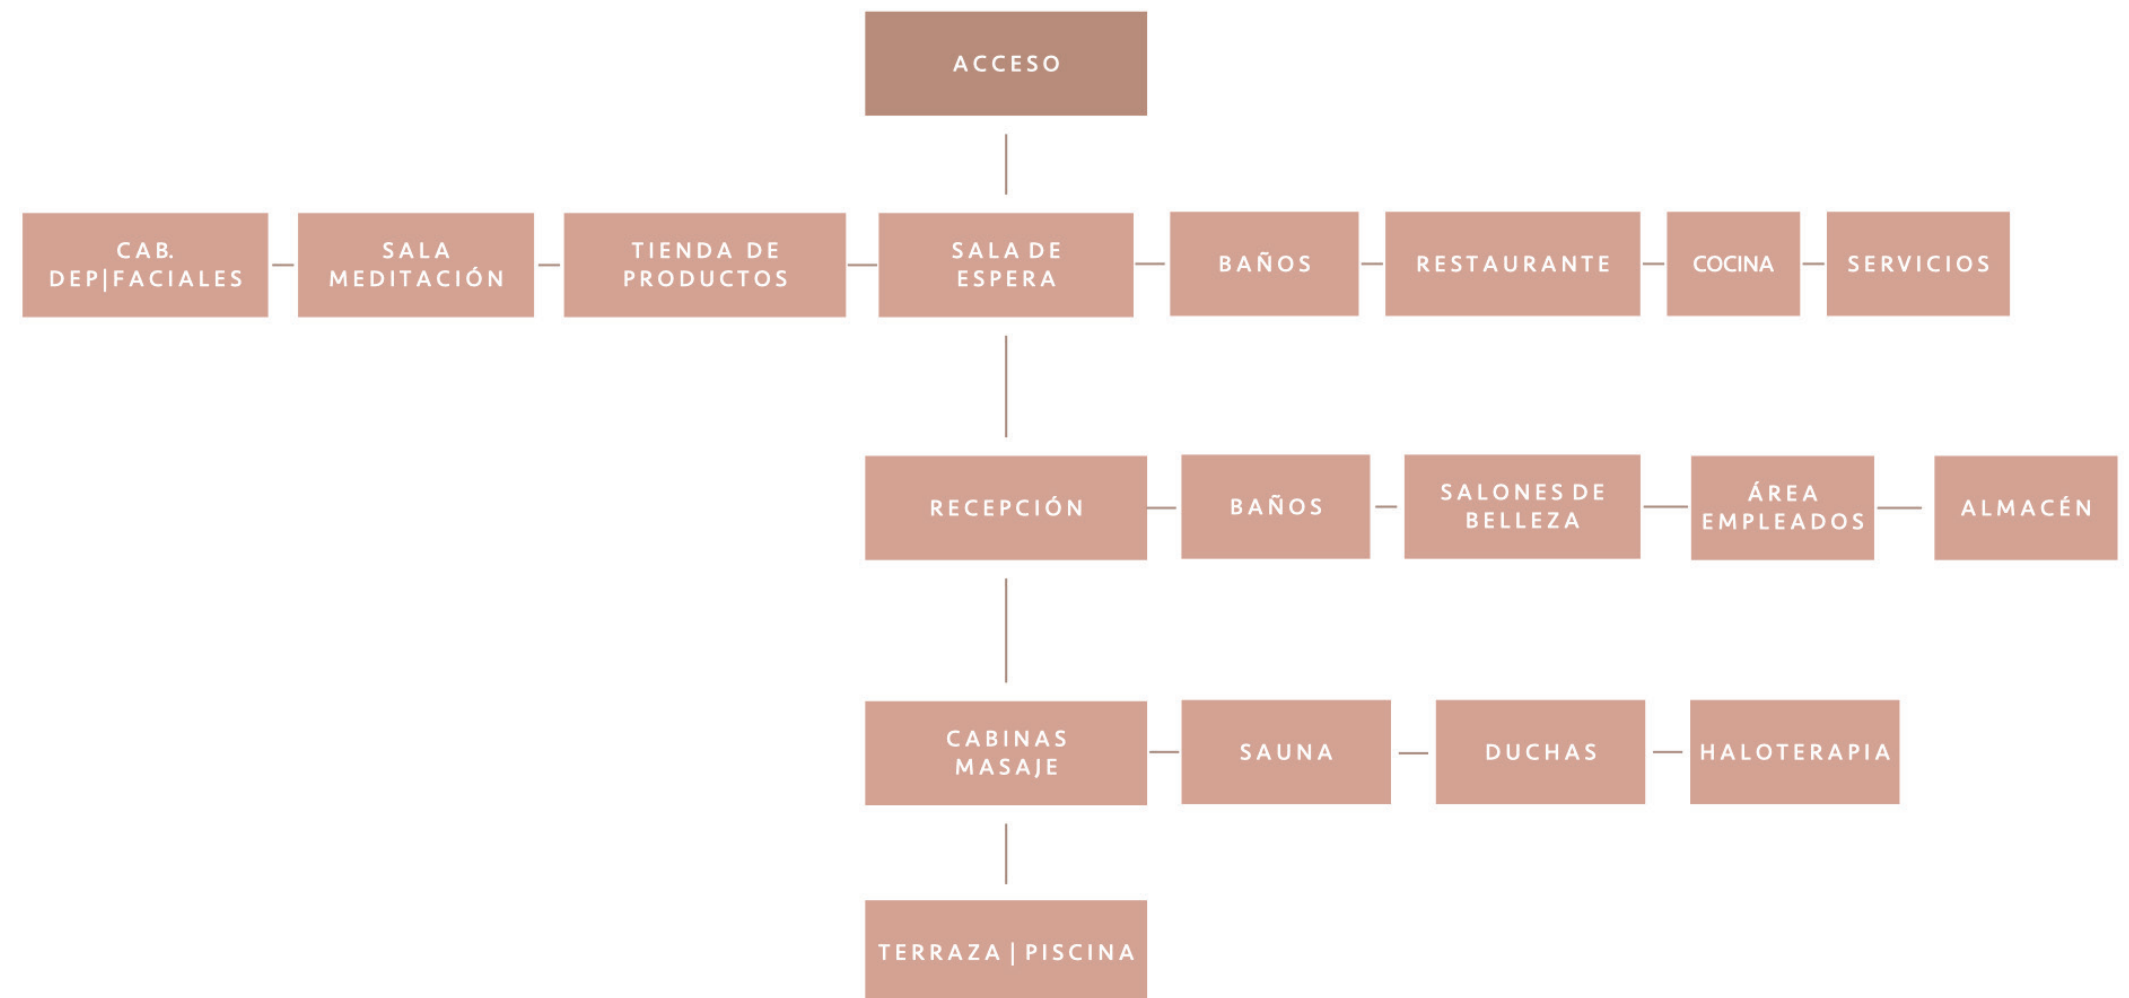 ACCESO
CAB.
DEP|FACIALES
SALA
MEDITACIÓN
TIENDA DE
PRODUCTOS
SALA DE
ESPERA
BAÑOS
RESTAURANTE
COCINA
SERVICIOS
RECEPCIÓN
BAÑOS
SALONES DE
BELLEZA
ÁREA
EMPLEADOS
ALMACÉN
CABINAS
MASAJE
SAUNA
DUCHAS
HALOTERAPIA
TERRAZA | PISCINA